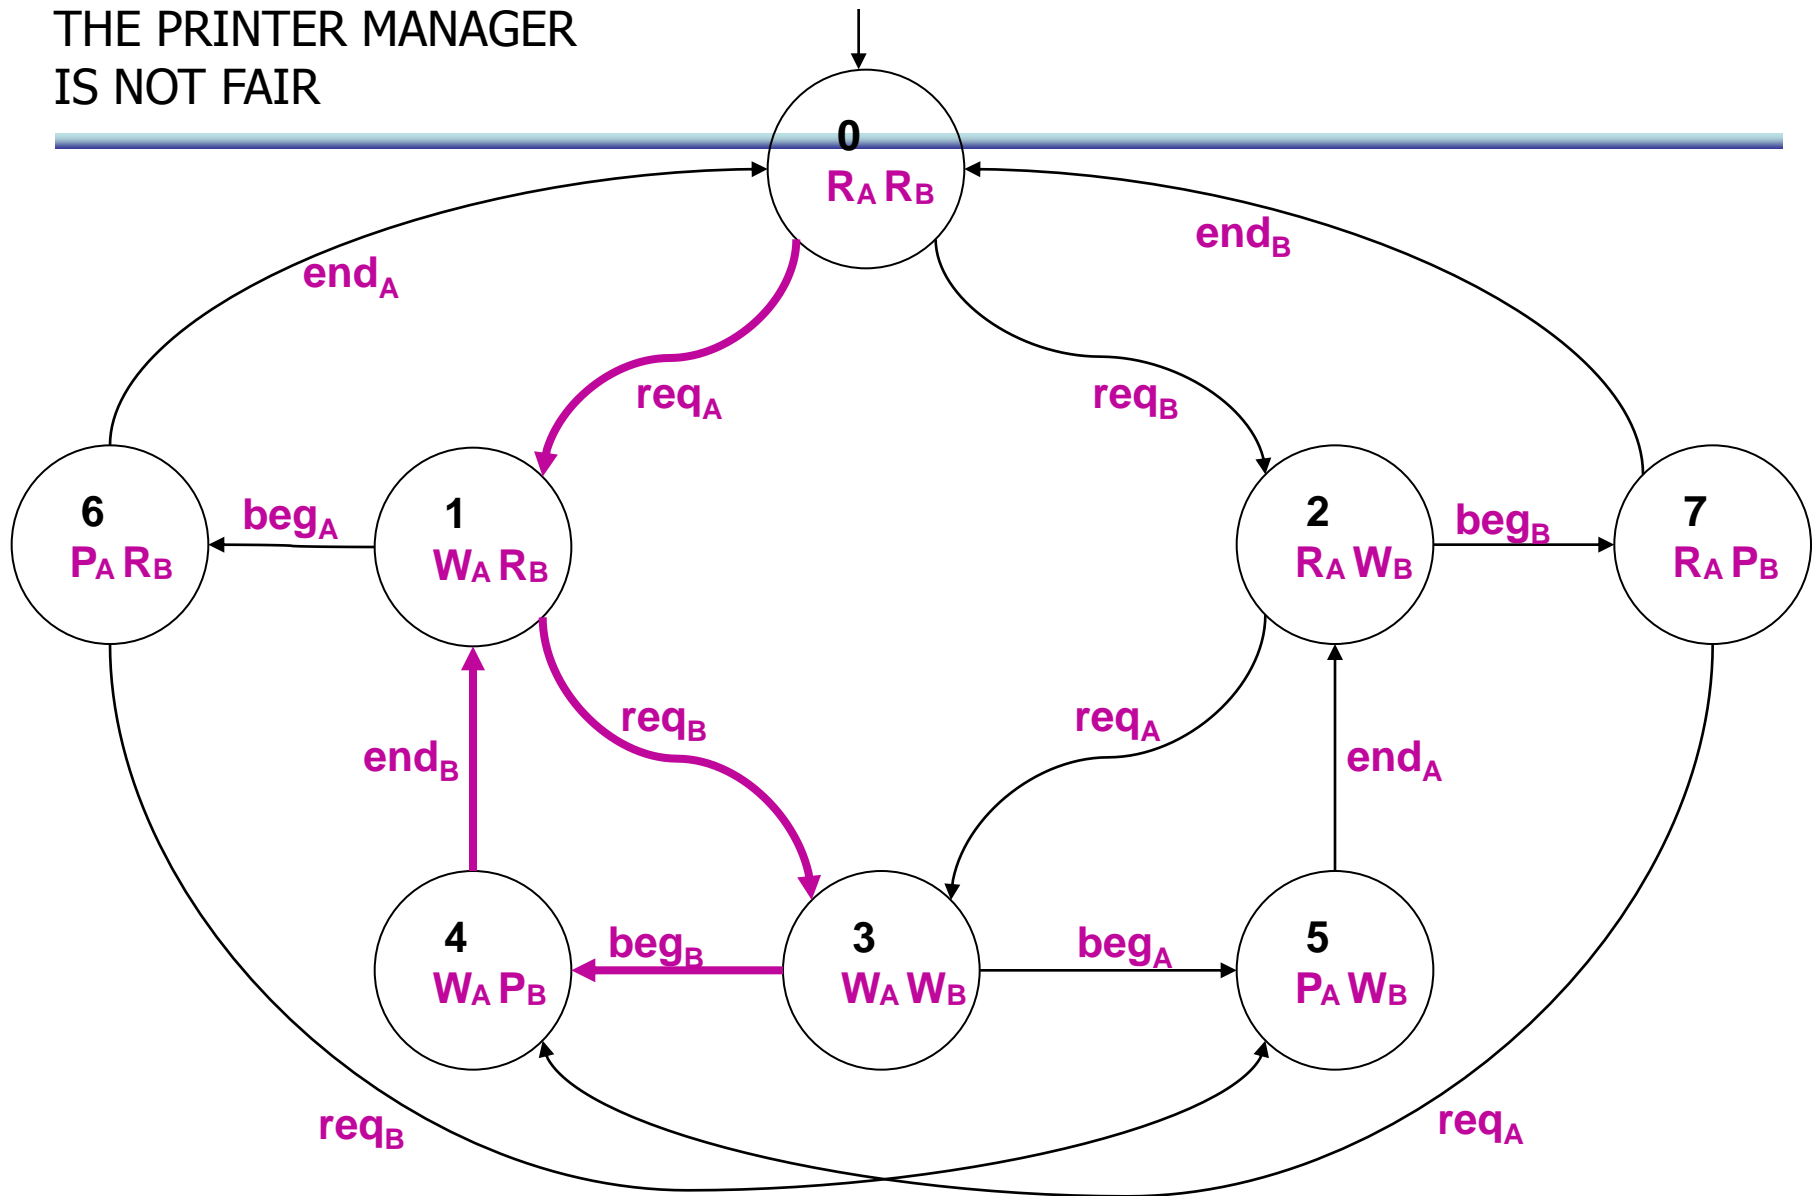 THE PRINTER MANAGER
IS NOT FAIR
0
RA RB
endA
endB
reqA
reqB
6
PA RB
begA
1
WA RB
2
RA WB
begB
7
RA PB
reqB
reqA
endB
endA
4
WA PB
begB
3
WA WB
begA
5
PA WB
reqB
reqA